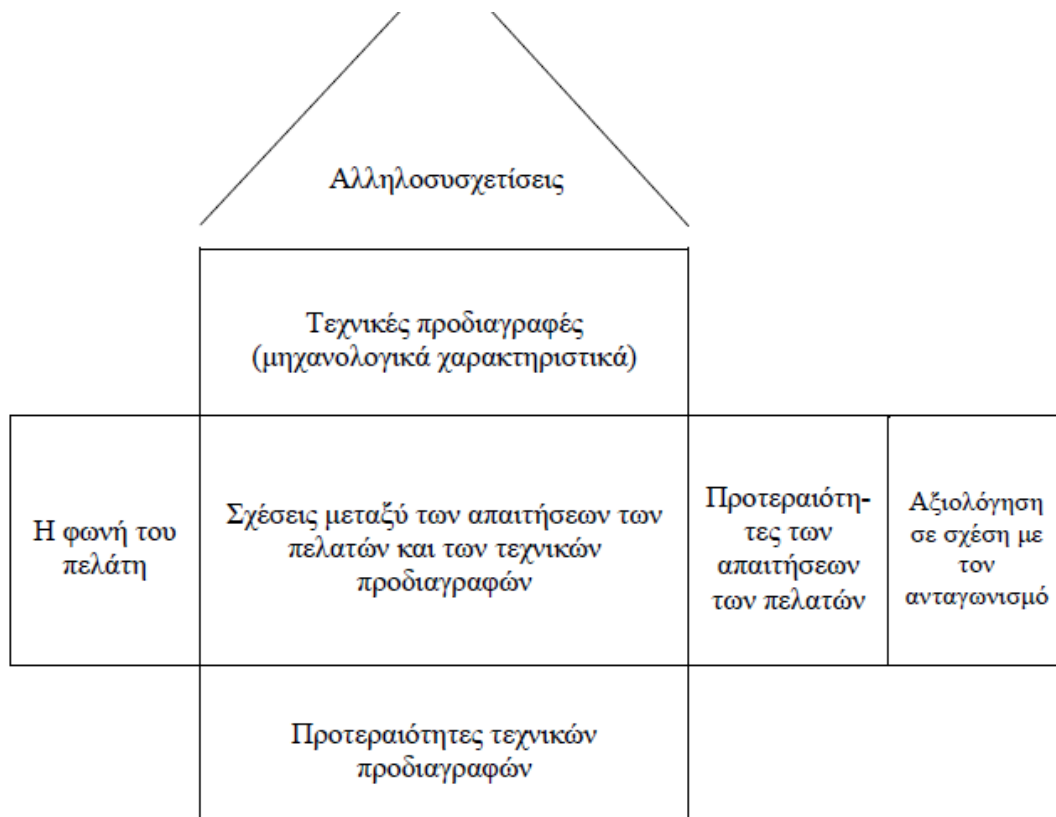 Αλληλοσυσχετίσεις
Τεχνικές προδιαγραφές
(μηχανολογικά χαρακτηριστικά)
Η φωνή του
πελάτη
Σχέσεις μεταξύ των απαιτήσεων των
πελατών και των τεχνικών
προδιαγραφών
Προτεραιότη-
τες των
απαιτήσεων
των πελατών
Αξιολόγηση
σε σχέση με
τον
ανταγωνισμό
Προτεραιότητες τεχνικών
προδιαγραφών